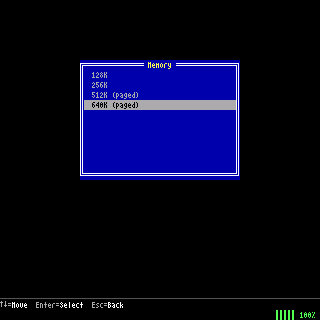 Memory
128K
256K
512K (paged)
640K (paged)
↑↓=Move Enter=Select Esc=Back
100%